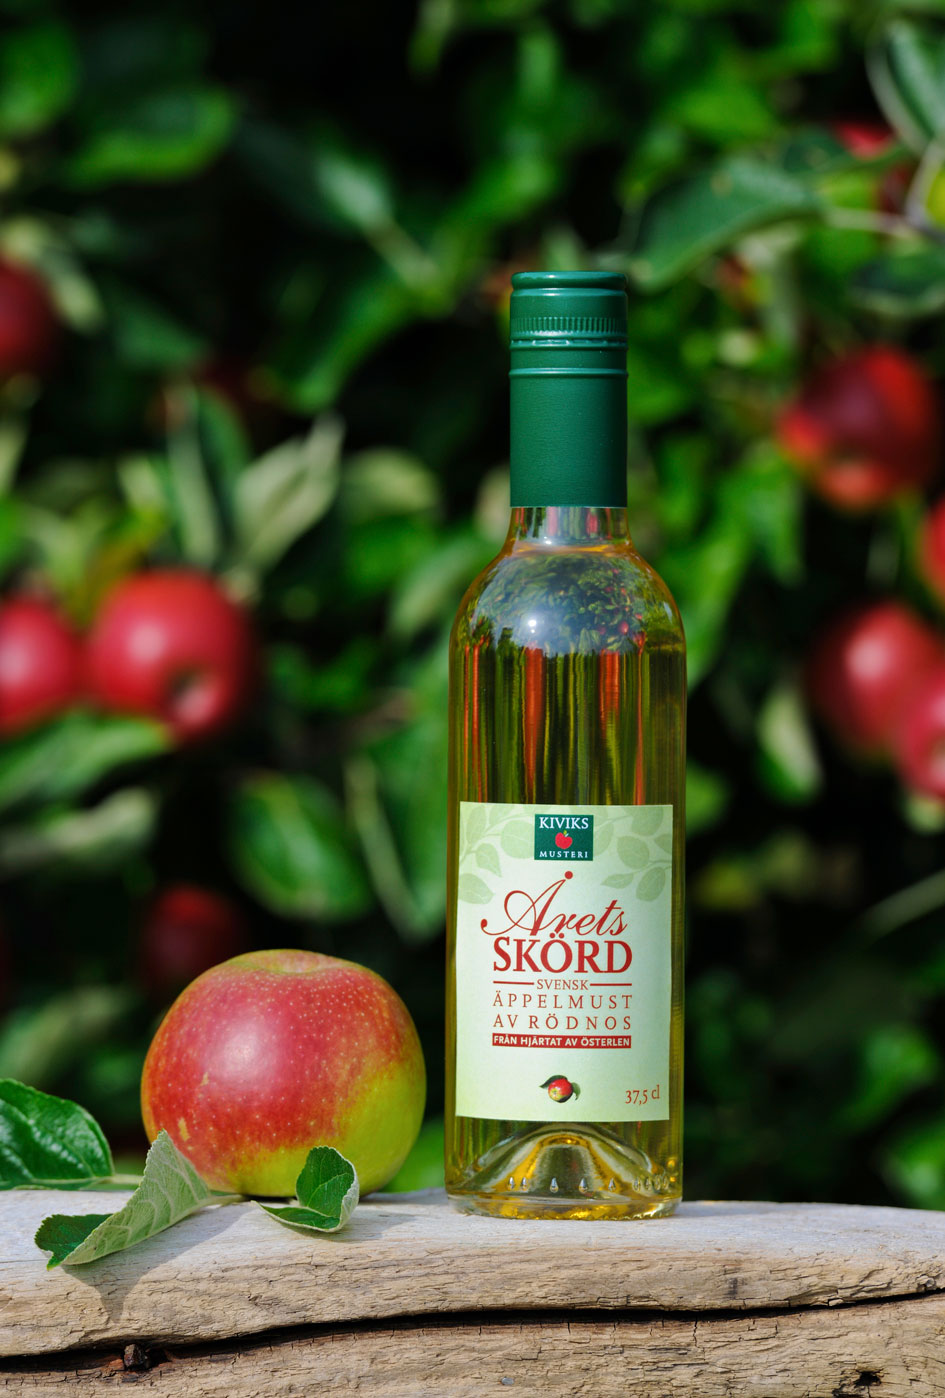 KIVIKS
MUSTERI
Årets
SKÖRD
SVENSK
ÄPPELMUST
AV RÖDNOS
FRÅN HJÄRTAT AV ÖSTERLEN
37,5 cl